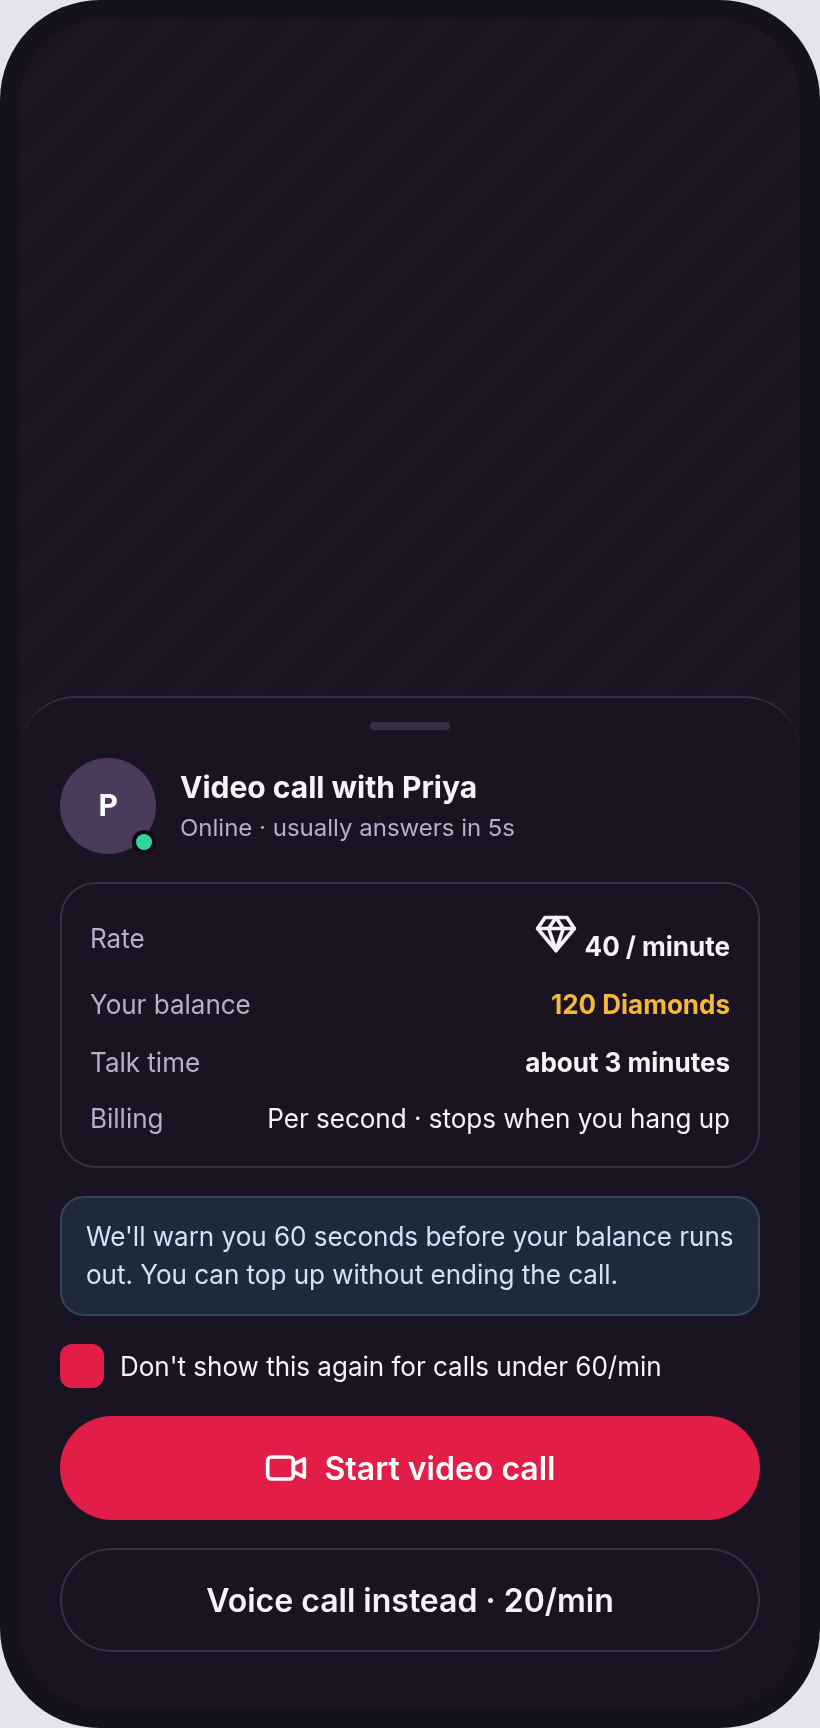 P
Video call with Priya
Online · usually answers in 5s
Rate 40 / minute
Your balance 120 Diamonds
Talk time about 3 minutes
Billing Per second · stops when you hang up
We'll warn you 60 seconds before your balance runs
out. You can top up without ending the call.
Don't show this again for calls under 60/min
Start video call
Voice call instead · 20/min